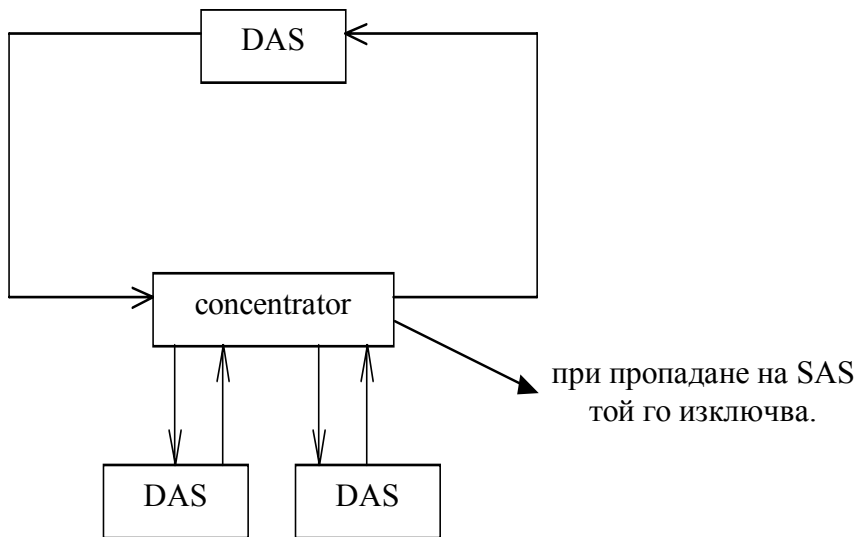 DAS
concentrator
при пропадане на SAS
той го изключва.
DAS
DAS